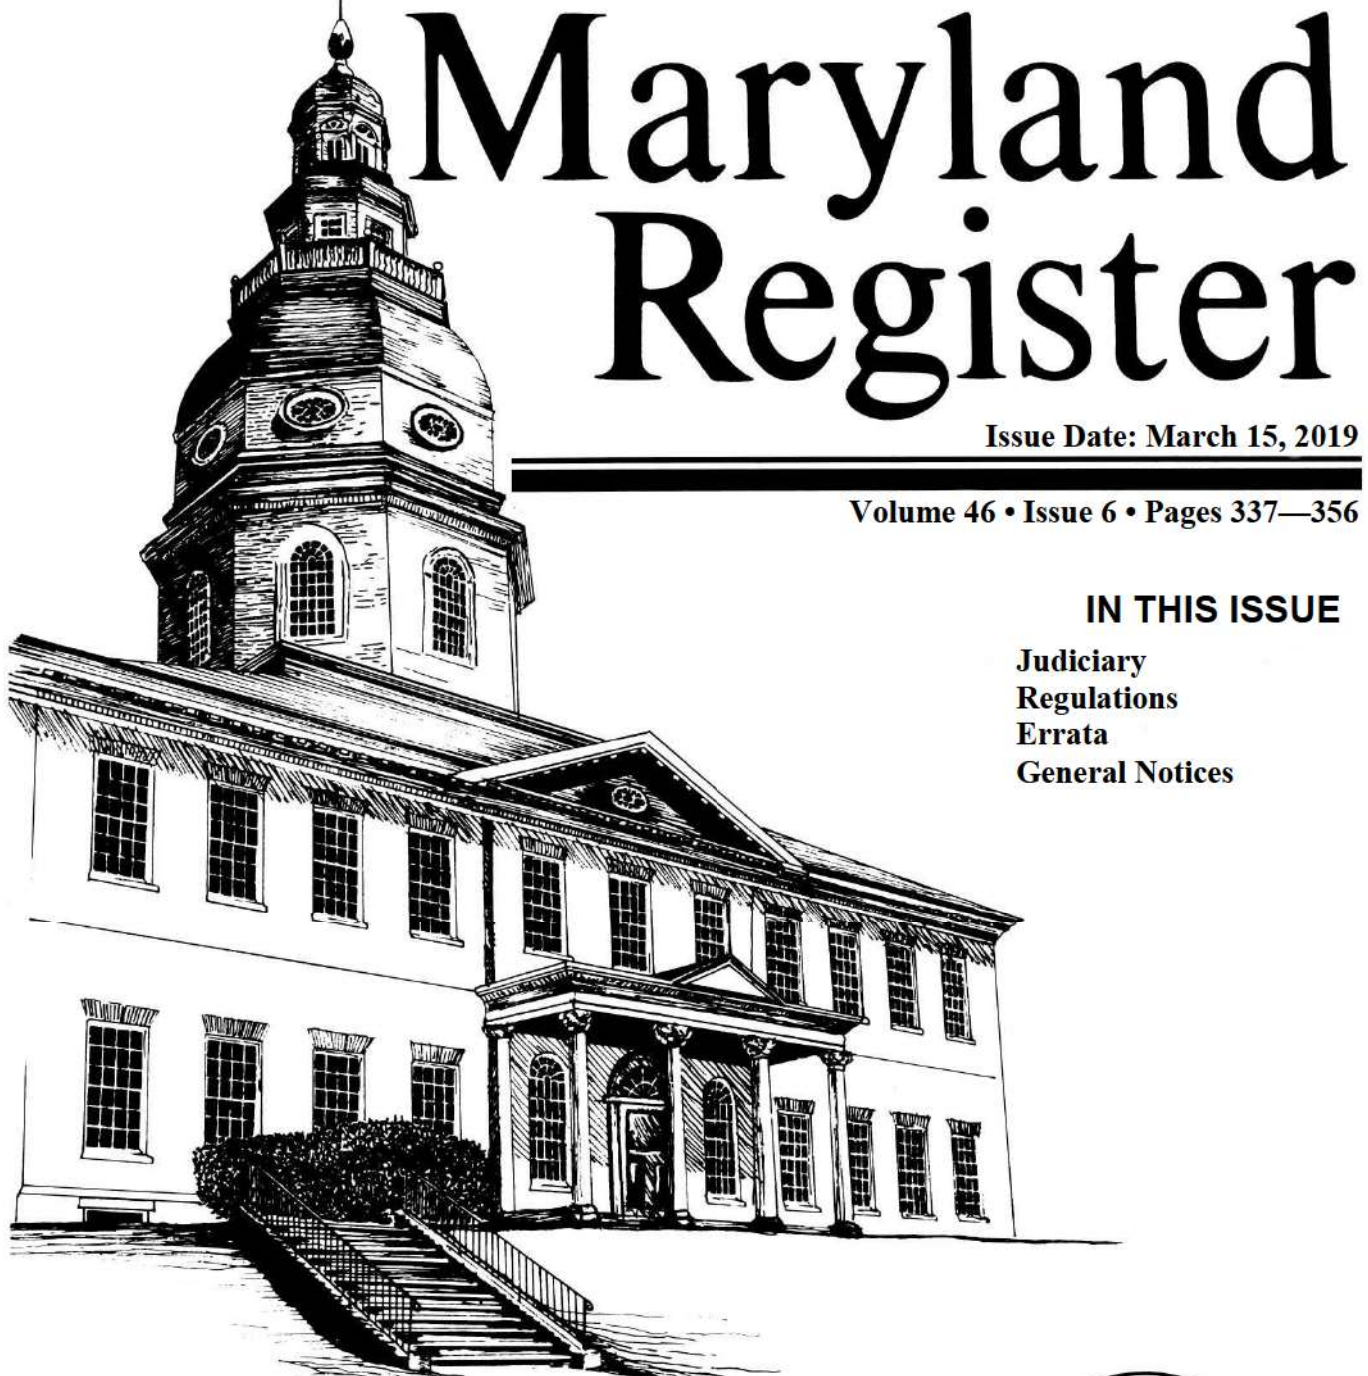 Maryland
Register
Issue Date: March 15, 2019
Volume 46 • Issue 6 • Pages 337—356
IN THIS ISSUE
Judiciary
Regulations
Errata
General Notices